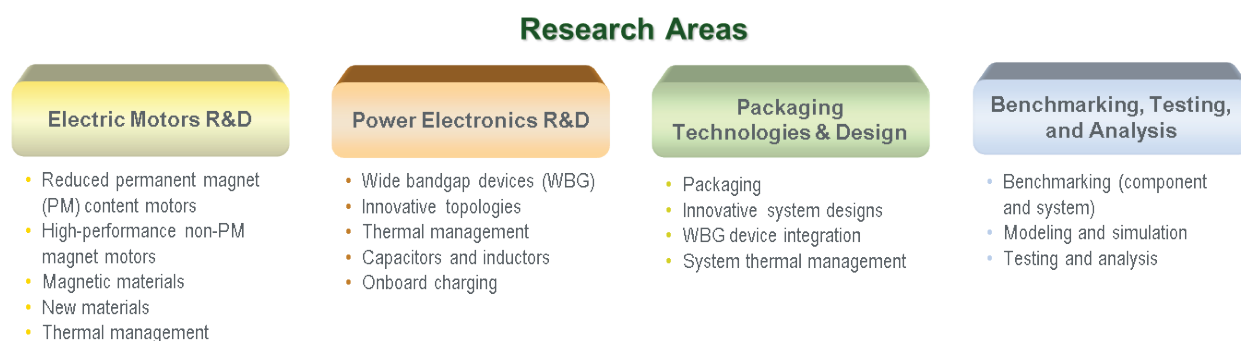 Research Areas
Electric Motors R&D
• Reduced permanent magnet
(PM) content motors
• High-performance non-PM
magnet motors
• Magnetic materials
• New materials
• Thermal management
Power Electronics R&D
• Wide bandgap devices (WBG)
• Innovative topologies
• Thermal management
• Capacitors and inductors
• Onboard charging
Packaging
Technologies & Design
• Packaging
• Innovative system designs
• WBG device integration
• System thermal management
Benchmarking, Testing,
and Analysis
• Benchmarking (component
and system)
• Modeling and simulation
• Testing and analysis